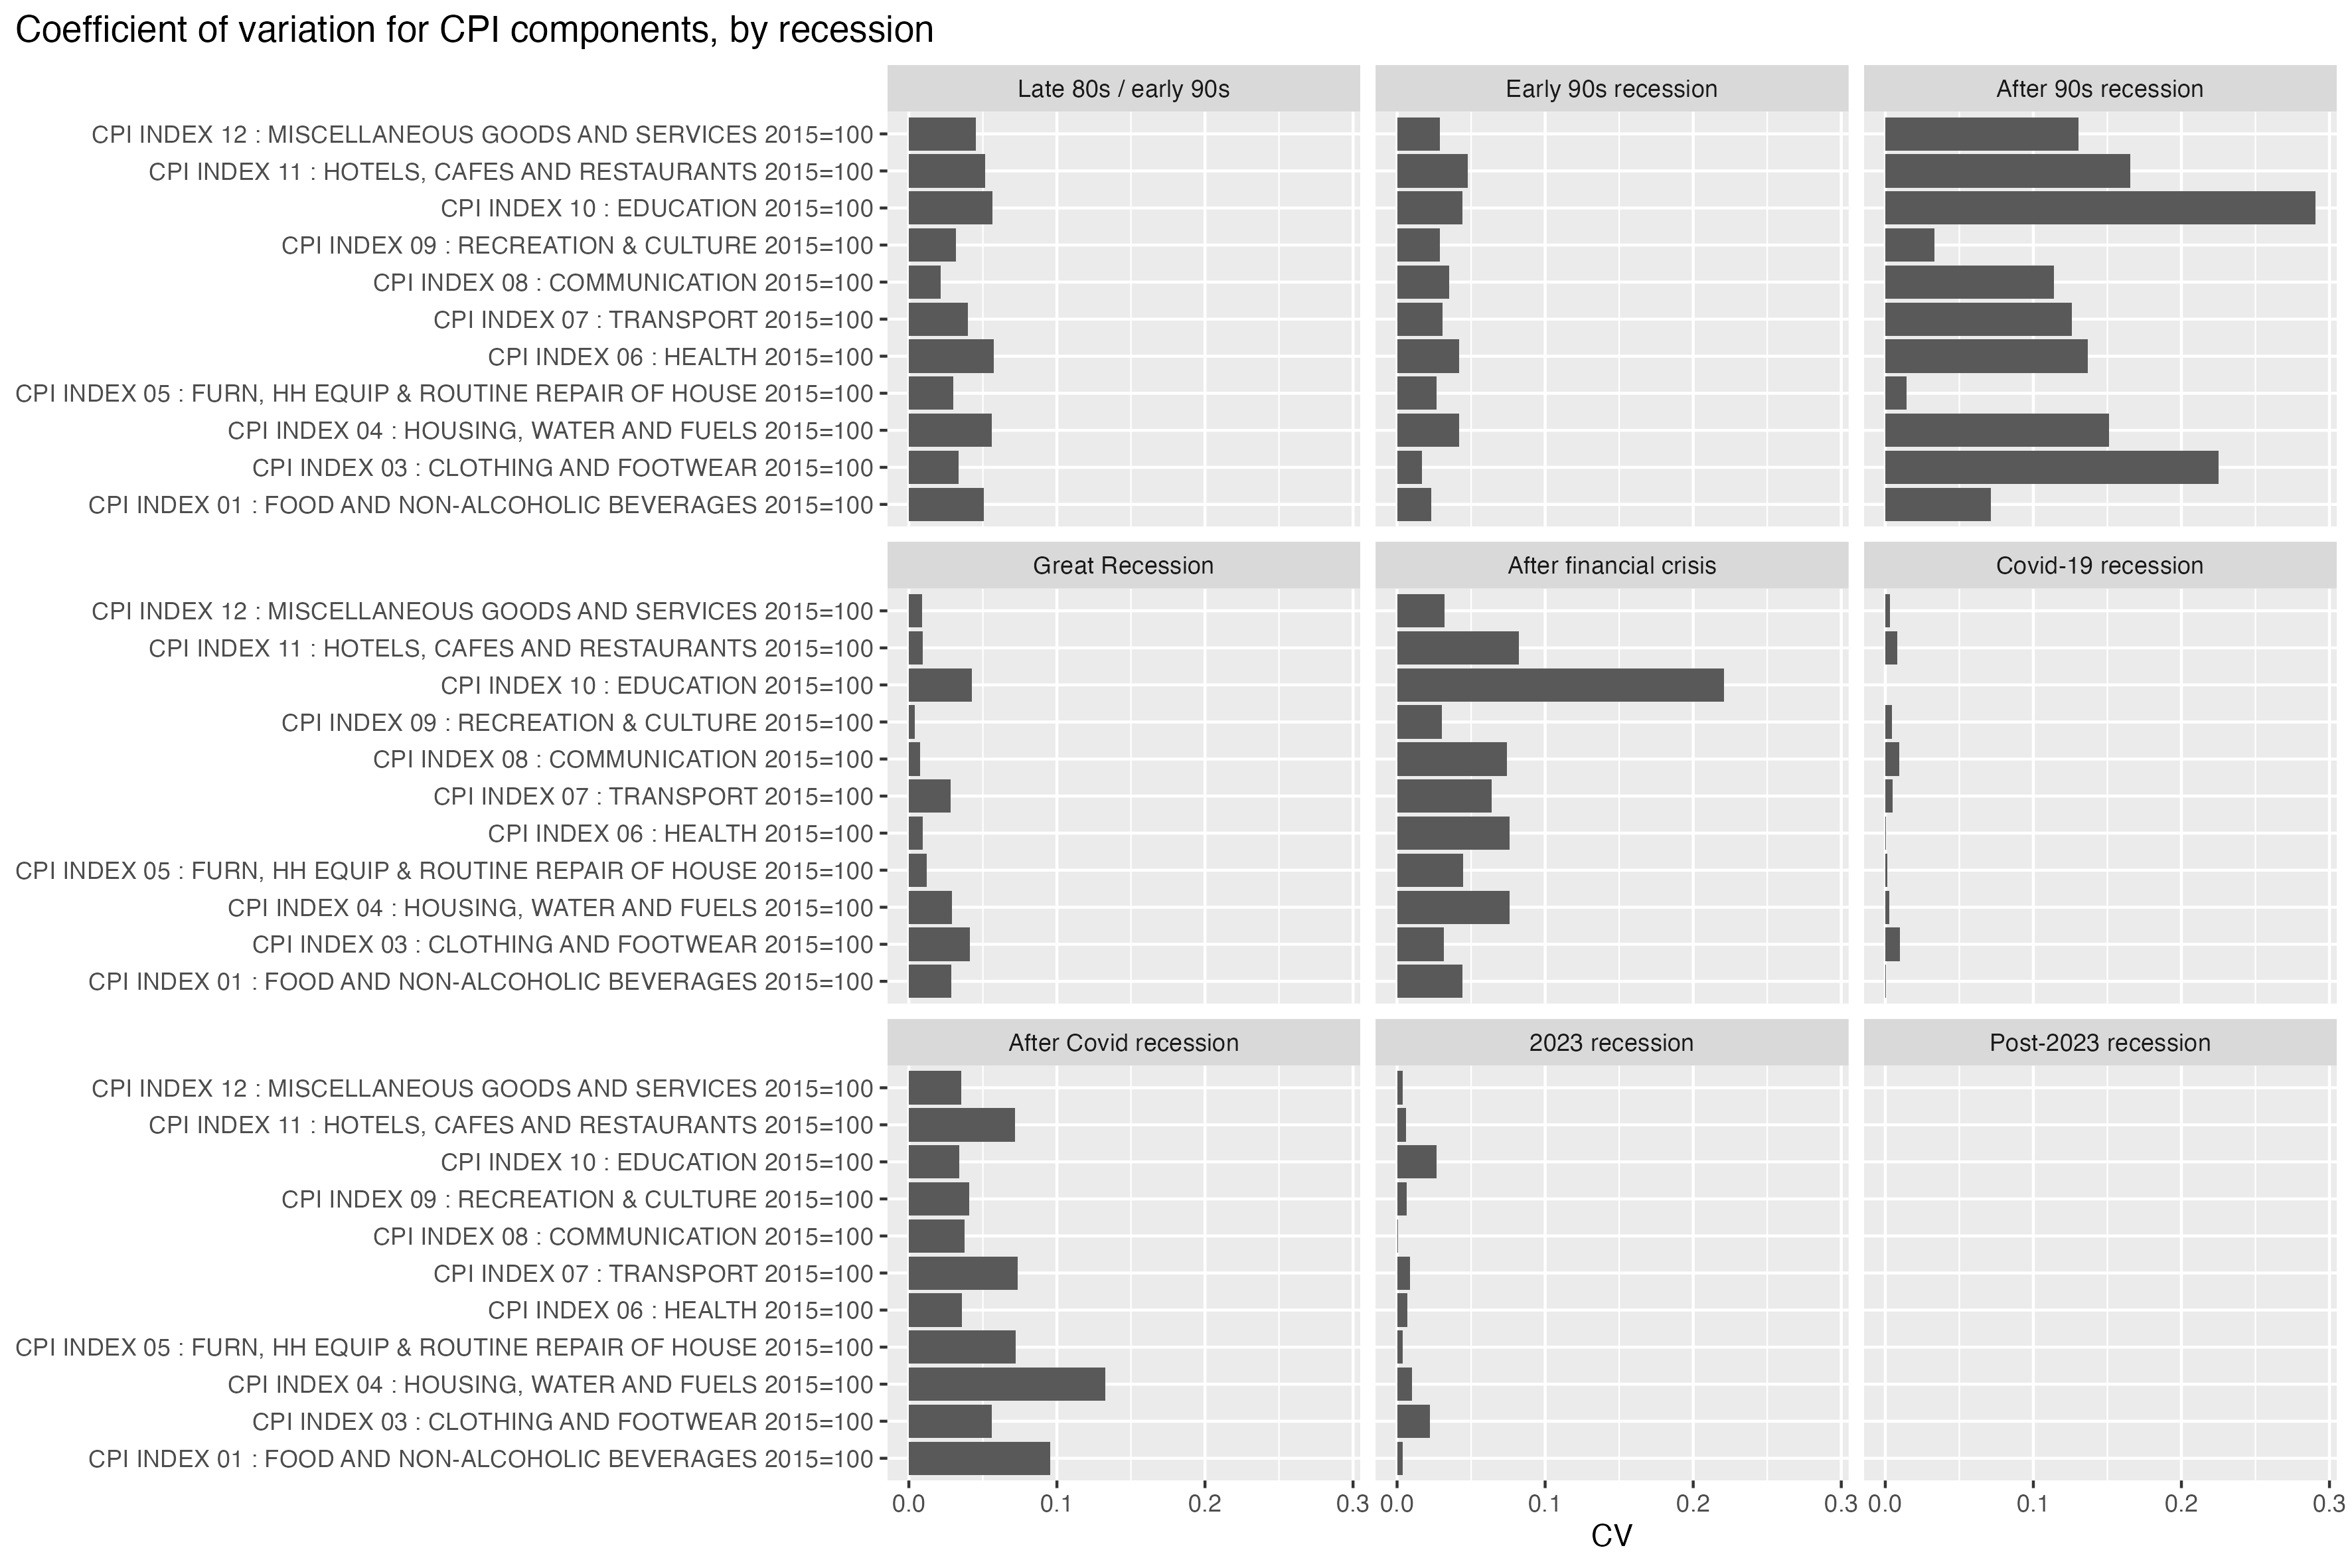 Coefficient of variation for CPI components, by recession
Late 80s / early 90s
Early 90s recession
After 90s recession
CPI INDEX 12 : MISCELLANEOUS GOODS AND SERVICES 2015=100
CPI INDEX 11 : HOTELS, CAFES AND RESTAURANTS 2015=100
CPI INDEX 10 : EDUCATION 2015=100
CPI INDEX 09 : RECREATION & CULTURE 2015=100
CPI INDEX 08 : COMMUNICATION 2015=100
CPI INDEX 07 : TRANSPORT 2015=100
CPI INDEX 06 : HEALTH 2015=100
CPI INDEX 05 : FURN, HH EQUIP & ROUTINE REPAIR OF HOUSE 2015=100
CPI INDEX 04 : HOUSING, WATER AND FUELS 2015=100
CPI INDEX 03 : CLOTHING AND FOOTWEAR 2015=100
CPI INDEX 01 : FOOD AND NON-ALCOHOLIC BEVERAGES 2015=100
Great Recession
After financial crisis
Covid-19 recession
CPI INDEX 12 : MISCELLANEOUS GOODS AND SERVICES 2015=100
CPI INDEX 11 : HOTELS, CAFES AND RESTAURANTS 2015=100
CPI INDEX 10 : EDUCATION 2015=100
CPI INDEX 09 : RECREATION & CULTURE 2015=100
CPI INDEX 08 : COMMUNICATION 2015=100
CPI INDEX 07 : TRANSPORT 2015=100
CPI INDEX 06 : HEALTH 2015=100
CPI INDEX 05 : FURN, HH EQUIP & ROUTINE REPAIR OF HOUSE 2015=100
CPI INDEX 04 : HOUSING, WATER AND FUELS 2015=100
CPI INDEX 03 : CLOTHING AND FOOTWEAR 2015=100
CPI INDEX 01 : FOOD AND NON-ALCOHOLIC BEVERAGES 2015=100
After Covid recession
2023 recession
Post-2023 recession
CPI INDEX 12 : MISCELLANEOUS GOODS AND SERVICES 2015=100
CPI INDEX 11 : HOTELS, CAFES AND RESTAURANTS 2015=100
CPI INDEX 10 : EDUCATION 2015=100
CPI INDEX 09 : RECREATION & CULTURE 2015=100
CPI INDEX 08 : COMMUNICATION 2015=100
CPI INDEX 07 : TRANSPORT 2015=100
CPI INDEX 06 : HEALTH 2015=100
CPI INDEX 05 : FURN, HH EQUIP & ROUTINE REPAIR OF HOUSE 2015=100
CPI INDEX 04 : HOUSING, WATER AND FUELS 2015=100
CPI INDEX 03 : CLOTHING AND FOOTWEAR 2015=100
CPI INDEX 01 : FOOD AND NON-ALCOHOLIC BEVERAGES 2015=100
0.0 0.1 0.2 0.3
0.0 0.1 0.2 0.3
0.0 0.1 0.2 0.3
CV